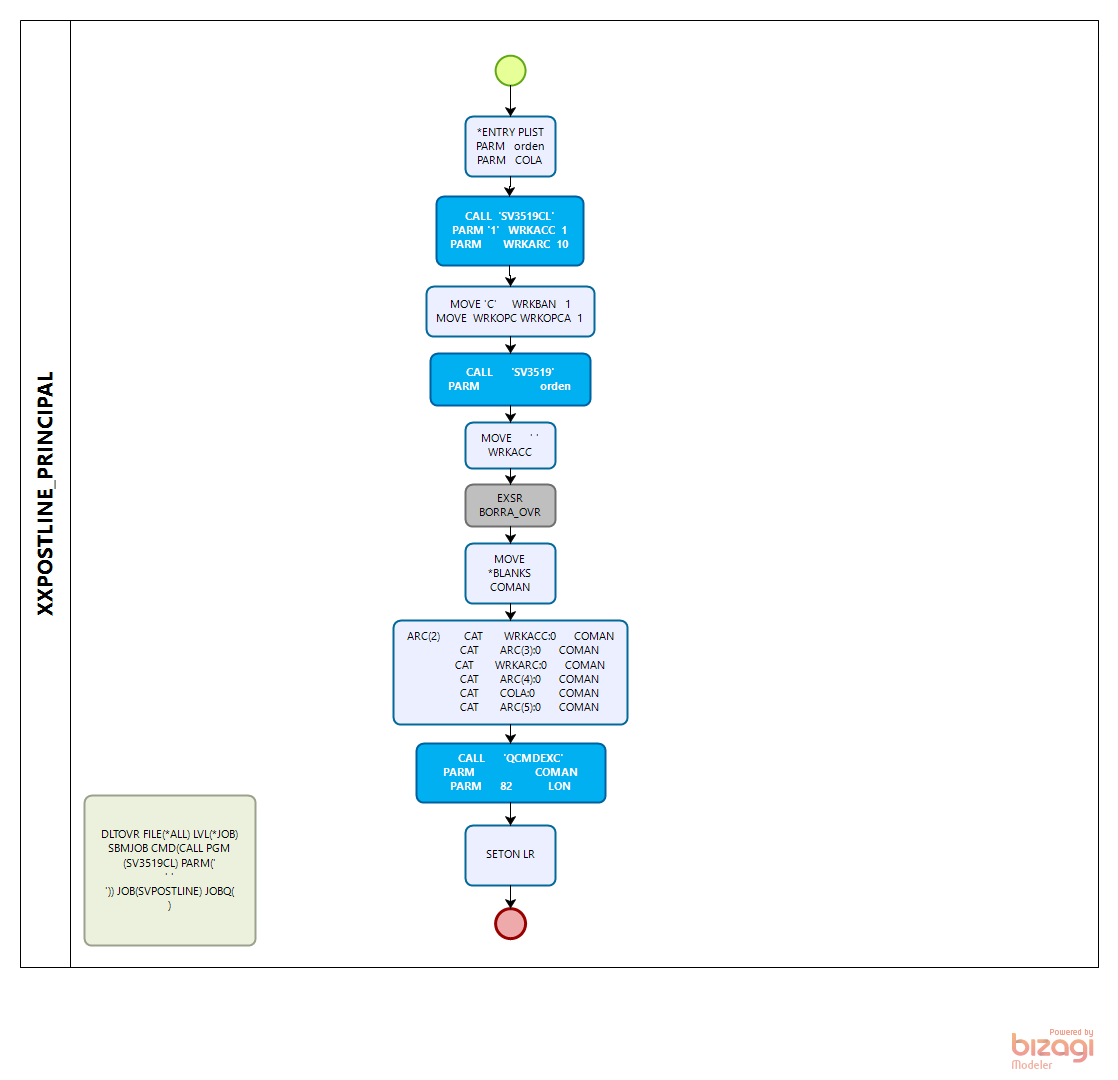 XXPOSTLINE_PRINCIPAL
*ENTRY PLIST
PARM orden
PARM COLA
CALL 'SV3519CL'
PARM '1' WRKACC 1
PARM WRKARC 10
MOVE 'C' WRKBAN 1
MOVE WRKOPC WRKOPCA 1
CALL 'SV3519'
PARM orden
MOVE ' '
WRKACC
EXSR
BORRA_OVR
MOVE
*BLANKS
COMAN
ARC(2) CAT WRKACC:0 COMAN
CAT ARC(3):0 COMAN
CAT WRKARC:0 COMAN
CAT ARC(4):0 COMAN
CAT COLA:0 COMAN
CAT ARC(5):0 COMAN
CALL 'QCMDEXC'
PARM COMAN
PARM 82 LON
SETON LR
DLTOVR FILE(*ALL) LVL(*JOB)
SBMJOB CMD(CALL PGM
(SV3519CL) PARM('
' '
')) JOB(SVPOSTLINE) JOBQ(
)
Powered by
bizagi
Modeler